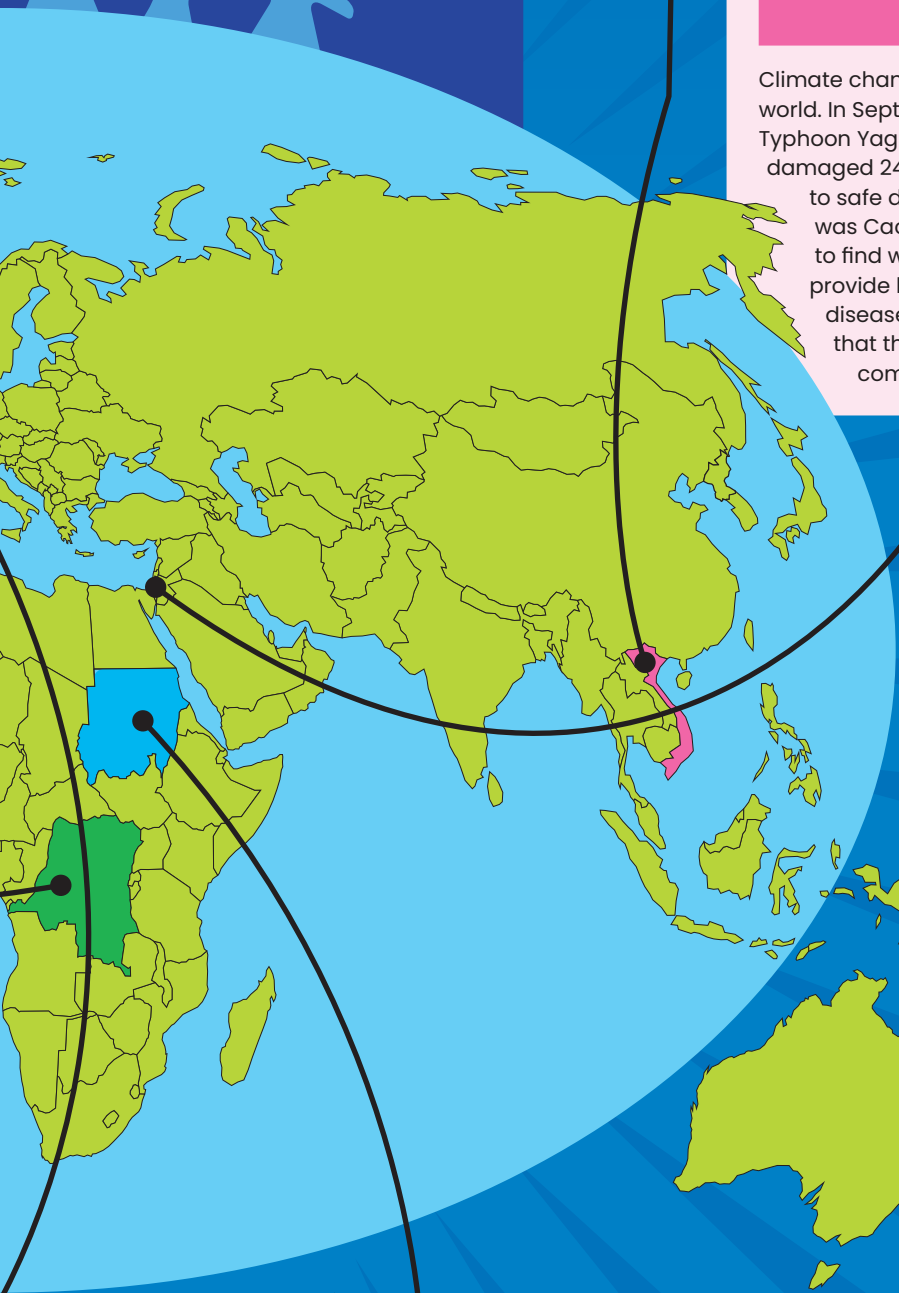 Climate chan
world. In Sept
Typhoon Yag
damaged 24
to safe d
was Cao
to find w
provide l
disease
that th
com